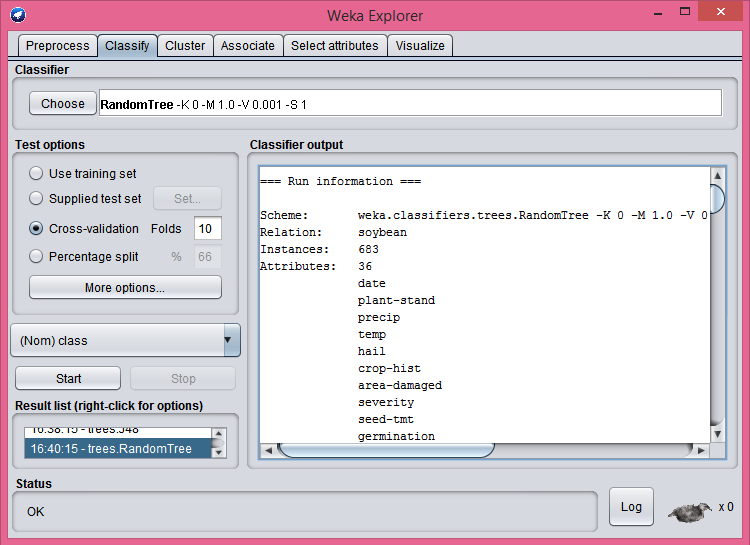 Weka Explorer
Preprocess Classify Cluster Associate Select attributes Visualize
Classifier
Choose RandomTree -K 0 -M 1.0 -V 0.001 -S 1
Test options
Use training set
Supplied test set Set...
Cross-validation Folds 10
Percentage split % 66
More options...
(Nom) class
Start Stop
Result list (right-click for options)
16:38:15 - trees.J48
16:40:15 - trees.RandomTree
Classifier output
=== Run information ===
Scheme: weka.classifiers.trees.RandomTree -K 0 -M 1.0 -V 0
Relation: soybean
Instances: 683
Attributes: 36
date
plant-stand
precip
temp
hail
crop-hist
area-damaged
severity
seed-tmt
germination
Status
OK
Log x 0